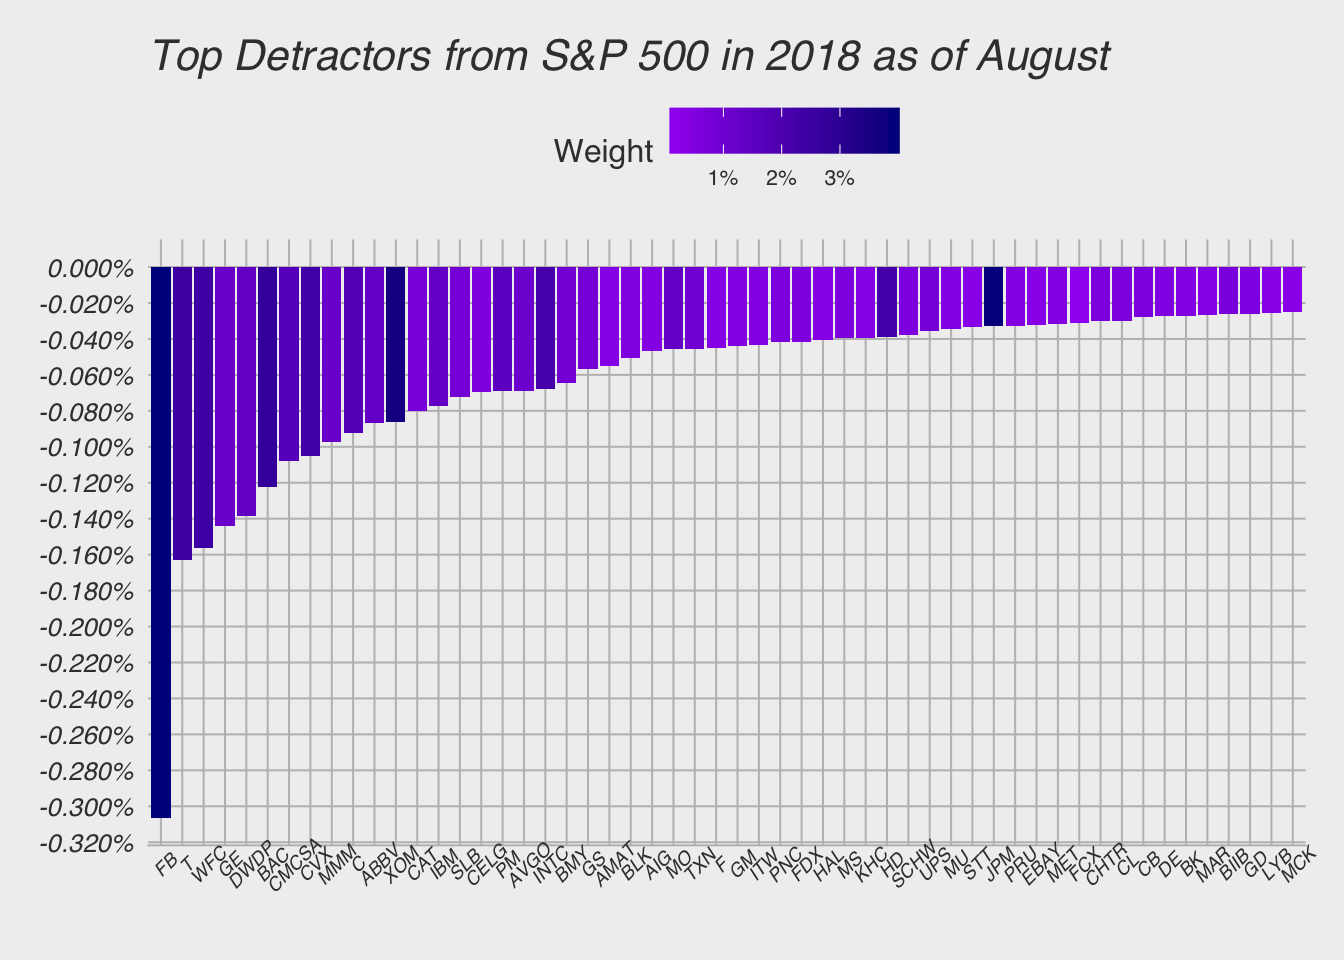 Top Detractors from S&P 500 in 2018 as of August
Weight
1%
2%
3%
0.000%
-0.020%
-0.040%
-0.060%
-0.080%
-0.100%
-0.120%
-0.140%
-0.160%
-0.180%
-0.200%
-0.220%
-0.240%
-0.260%
-0.280%
-0.300%
-0.320%
FB
T
WFC
GE
DWDP
BAC
CMCSA
CVX
MMM
C
ABBV
XOM
CAT
IBM
SLB
CELG
PM
AVGO
INTC
BMY
GS
AMAT
BLK
AIG
MO
TXN
F
GM
ITW
PNC
FDX
HAL
MS
KHC
HD
SCHW
UPS
MU
STT
JPM
PRU
EBAY
MET
FCX
CHTR
CL
CB
DE
BK
MAR
BIIB
GD
LYB
MCK